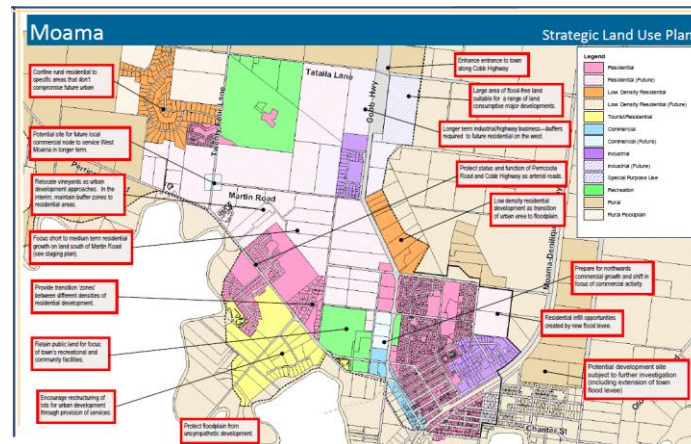 Moama
Strategic Land Use Plan
Confine rural residential to
specific areas that don't
compromise future urban
Potential site for future local
commercial node to service West
Moama in longer term.
Relocate vineyards as urban
development approaches. In the
interim, maintain buffer zones to
residential areas.
Focus short to medium term residential
growth on land south of Martin Road
(see staging plan).
Provide transition 'zones'
between different densities of
residential development.
Retain public land for focus
of town's recreational and
community facilities.
Encourage restructuring of
lots for urban development
through provision of services.
Protect floodplain from
unsympathetic development.
Enhance entrance to town
along Cobb Highway
Large area of flood-free land
suitable for a range of land
consumptive major developments.
Longer term industrial/highway business—buffers
required to future residential on the west.
Protect status and function of Perricoota
Road and Cobb Highway as arterial roads.
Low density residential
development as transition
of urban area to floodplain.
Prepare for northwards
commercial growth and shift in
focus of commercial activity.
Residential infill opportunities
created by new flood levee.
Potential development site
subject to further investigation
(including extension of town
flood levee)
Tatalla Lane
Cobb Hwy
Twenty Four Lane
Martin Road
Moama-Deniliquin
Chanter St
Legend
Residential
Residential (Future)
Low Density Residential
Low Density Residential (Future)
Tourist/Residential
Commercial
Commercial (Future)
Industrial
Industrial (Future)
Special Purpose Use
Recreation
Rural
Rural Floodplain